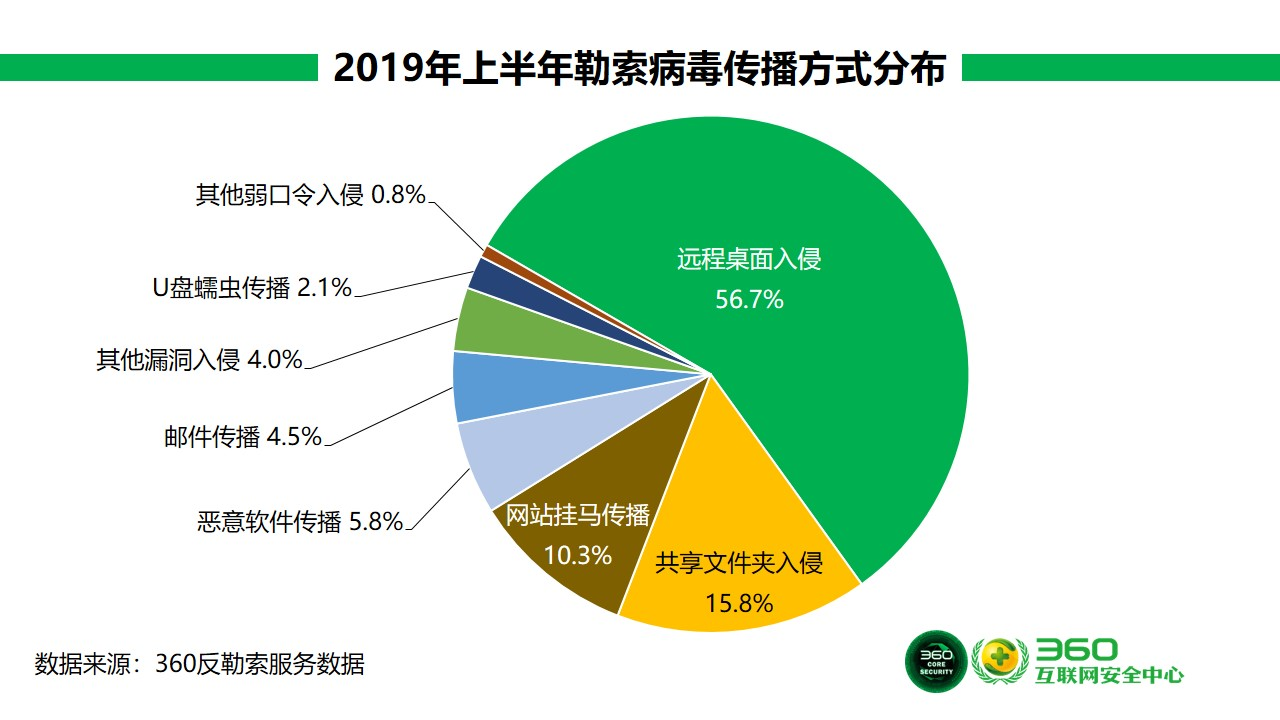 2019年上半年勒索病毒传播方式分布
其他弱口令入侵 0.8%
U盘蠕虫传播 2.1%
其他漏洞入侵 4.0%
邮件传播 4.5%
恶意软件传播 5.8%
远程桌面入侵
56.7%
网站挂马传播
10.3%
共享文件夹入侵
15.8%
数据来源：360反勒索服务数据
360
CORE
SECURITY
360
互联网安全中心